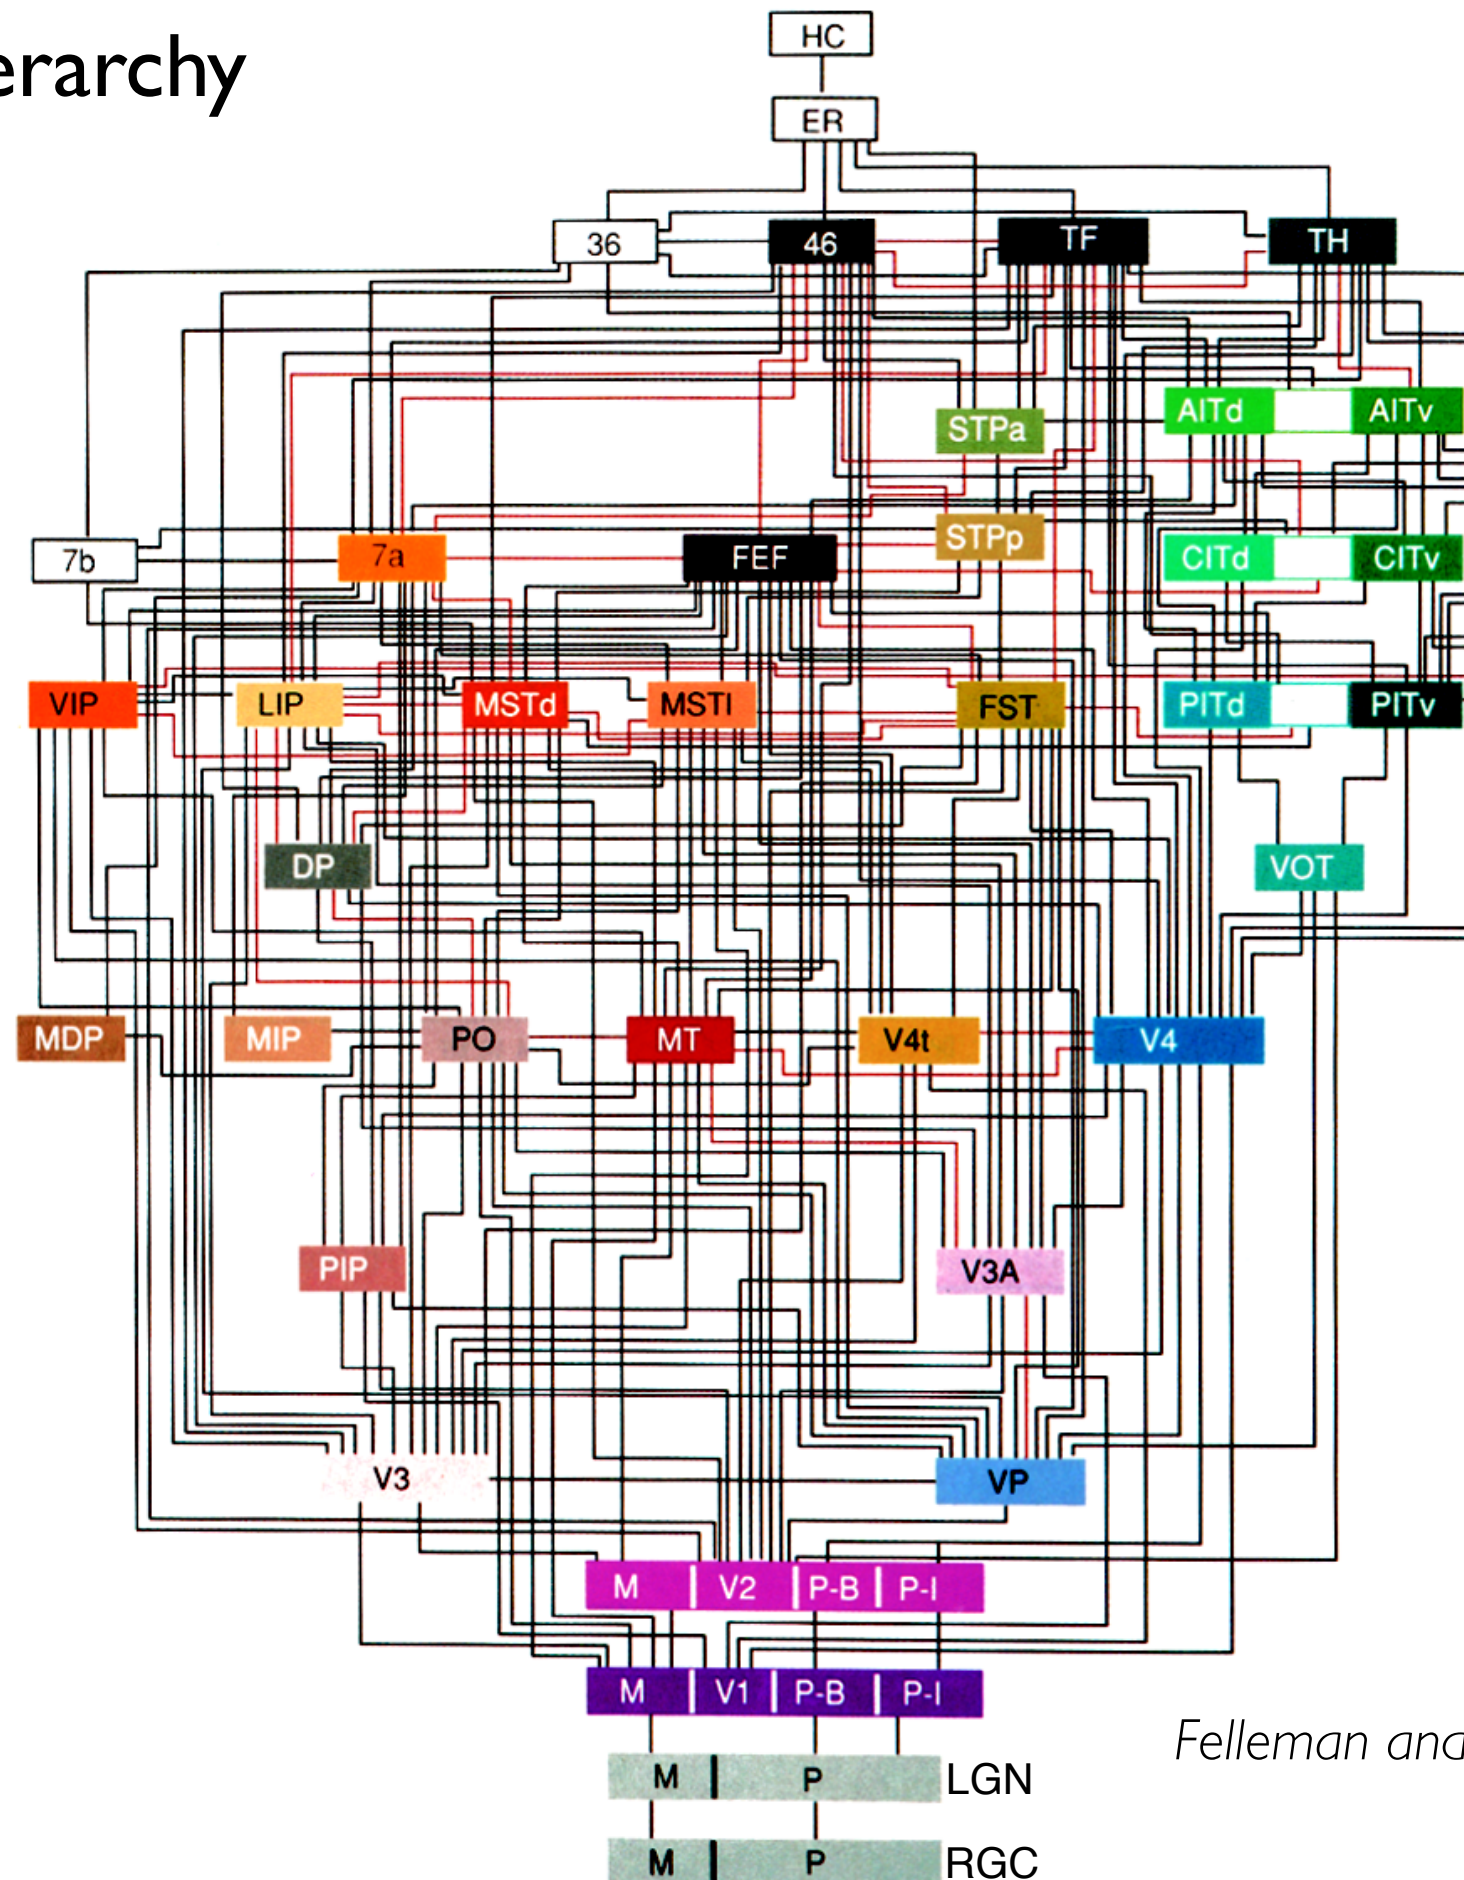 erarchy
HC
ER
36 46 TF TH
AITd AITv
STPa
STPp
7b 7a FEF CITd CITv
VIP LIP MSTd MSTl FST PITd PITv
DP VOT
MDP MIP PO MT V4t V4
PIP V3A
V3 VP
M V2 P-B P-I
M V1 P-B P-I
Felleman and
M P LGN
M P RGC